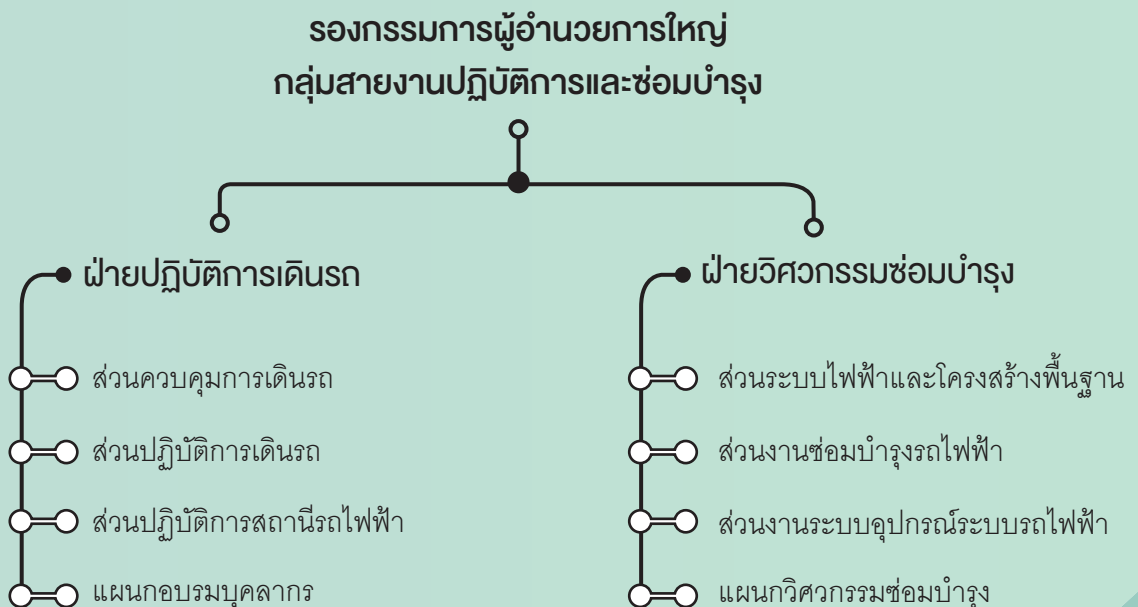 รองกรรมการผู้อำนวยการใหญ่
กลุ่มสายงานปฏิบัติการและซ่อมบำรุง
ฝ่ายปฏิบัติการเดินรถ
ส่วนควบคุมการเดินรถ
ส่วนปฏิบัติการเดินรถ
ส่วนปฏิบัติการสถานีรถไฟฟ้า
แผนกอบรมบุคลากร
ฝ่ายวิศวกรรมซ่อมบำรุง
ส่วนระบบไฟฟ้าและโครงสร้างพื้นฐาน
ส่วนงานซ่อมบำรุงรถไฟฟ้า
ส่วนงานระบบอุปกรณ์ระบบรถไฟฟ้า
แผนกวิศวกรรมซ่อมบำรุง